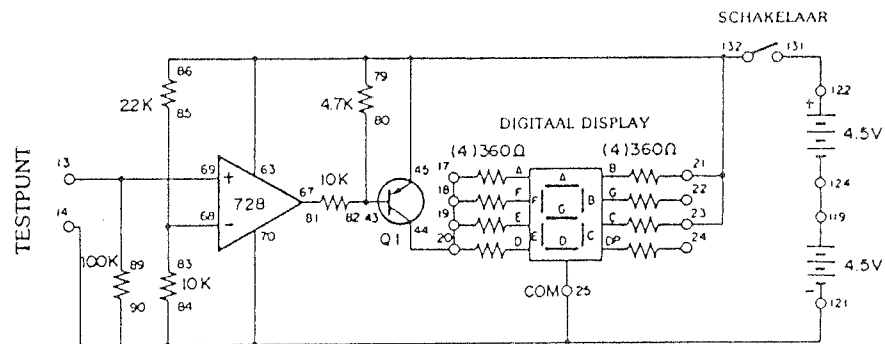 SCHAKELAAR
132
131
86
79
122
22K
85
4.7K
80
+
4.5V
DIGITAAL DISPLAY
(4)360Ω
(4)360Ω
TESTPUNT
13
69
+
63
67
10K
45
17
A
A
B
21
124
18
F
F
B
G
22
728
81
82
43
19
E
G
C
23
119
14
68
-
70
44
Q1
20
D
E
D
C
DP
24
100K
89
83
10K
4.5V
90
84
COM
25
-
121